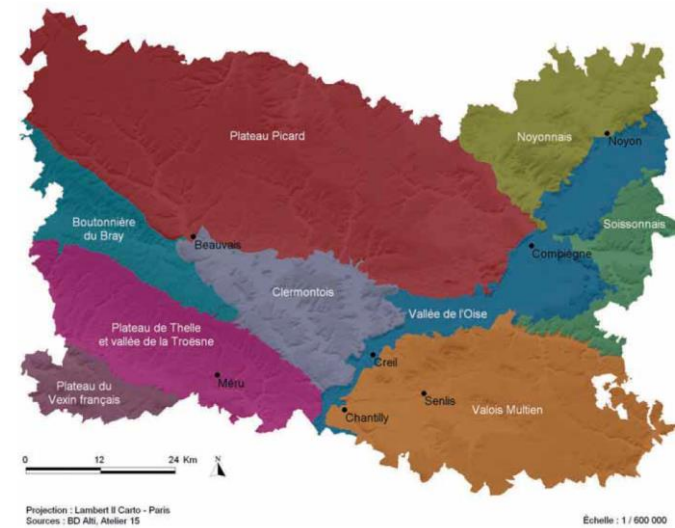 Plateau Picard
Noyonnais
Noyon
Boutonnière
du Bray
Beauvais
Soissonnais
Compiègne
Clermontois
Vallée de l'Oise
Plateau de Thelle
et vallée de la Troësne
Creil
Plateau du
Vexin français
Méru
Chantilly
Senlis
Valois Multien
0 12 24 Km
N
Projection : Lambert II Carto - Paris
Sources : BD Alti, Atelier 15
Échelle : 1 / 600 000